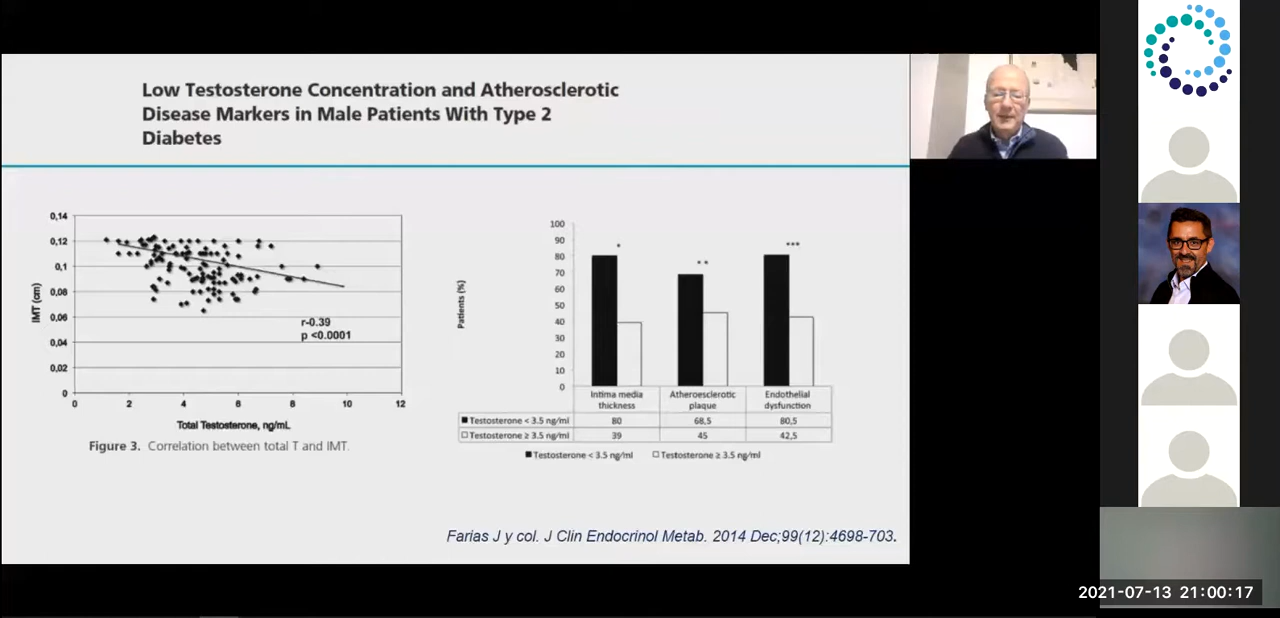 Low Testosterone Concentration and Atherosclerotic
Disease Markers in Male Patients With Type 2
Diabetes
0,14
0,12
0,1
0,08
0,06
0,04
0,02
0
IMT (cm)
r-0.39
p <0.0001
0 2 4 6 8 10 12
Total Testosterone, ng/mL
Figure 3. Correlation between total T and IMT.
100
90
80
70
60
50
40
30
20
10
0
Patients (%)
*
**
***
Intima media thickness
Atheroesclerotic plaque
Endothelial dysfunction
Testosterone < 3.5 ng/ml 80 68,5 80,5
Testosterone ≥ 3.5 ng/ml 39 45 42,5
Testosterone < 3.5 ng/ml Testosterone ≥ 3.5 ng/ml
Farias J y col. J Clin Endocrinol Metab. 2014 Dec;99(12):4698-703.
2021-07-13 21:00:17